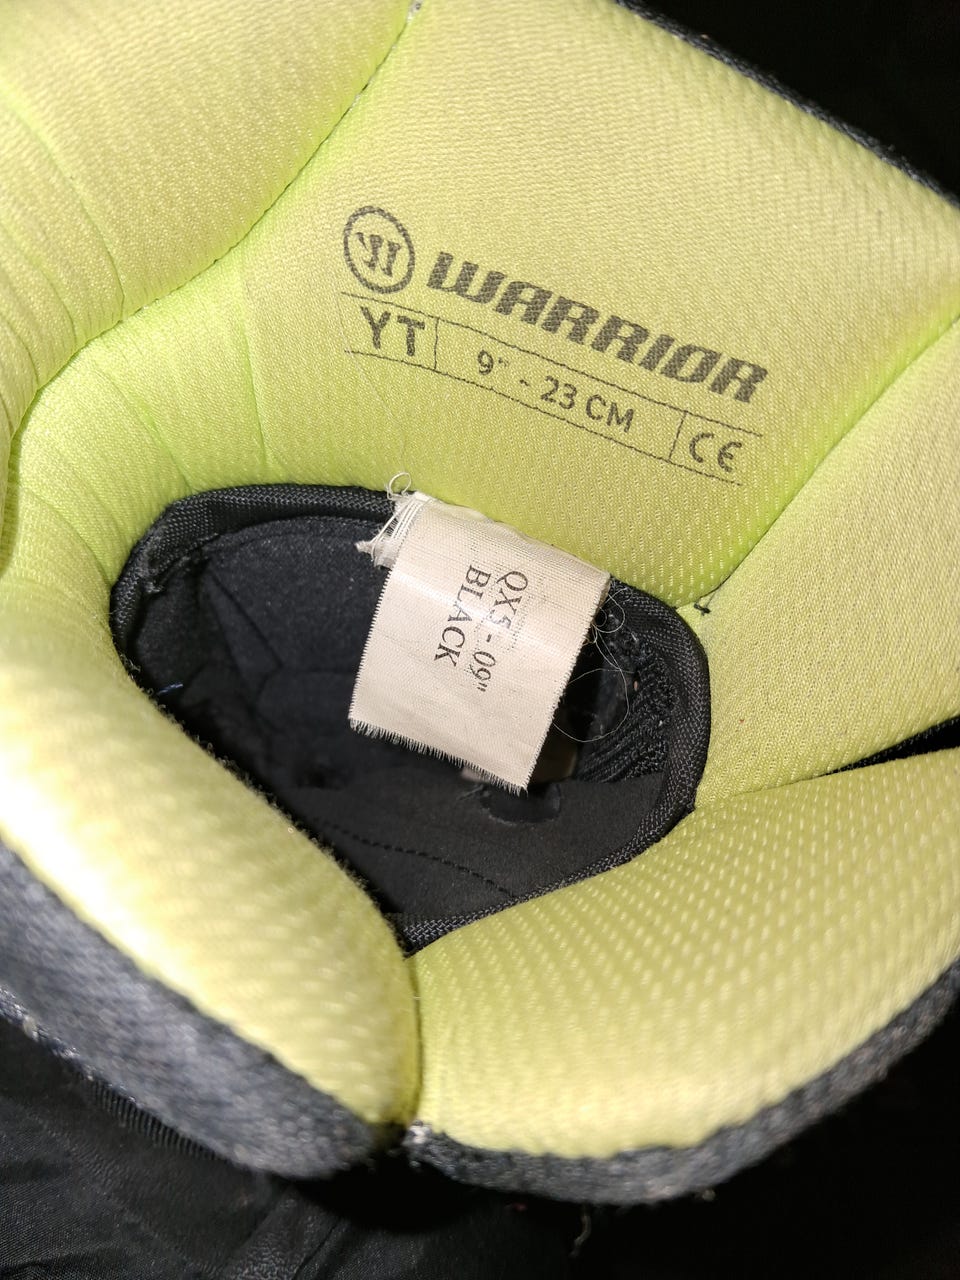 WARRIOR
YT 9" - 23 CM CE
QX5 - 09"
BLACK